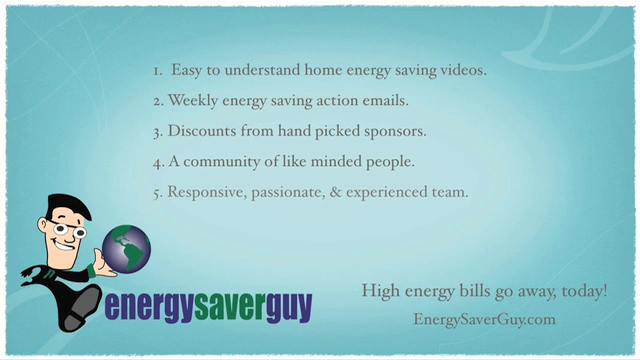 1. Easy to understand home energy saving videos.
2. Weekly energy saving action emails.
3. Discounts from hand picked sponsors.
4. A community of like minded people.
5. Responsive, passionate, & experienced team.
energysaverguy
High energy bills go away, today!
EnergySaverGuy.com